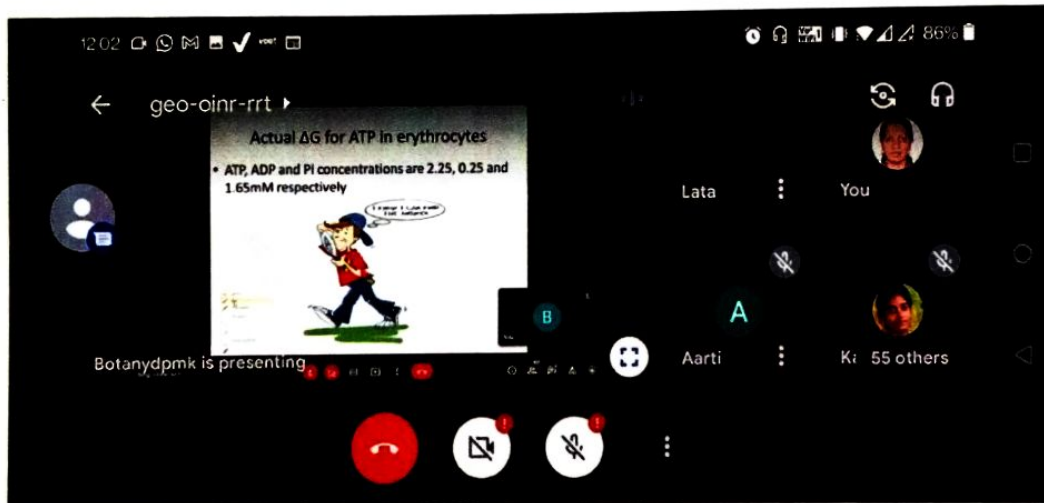 12:02
86%
geo-oinr-rrt
Actual ΔG for ATP in erythrocytes
• ATP, ADP and Pi concentrations are 2.25, 0.25 and
1.65mM respectively
Lata
You
B
A
Botanydpmk is presenting
Aarti
55 others